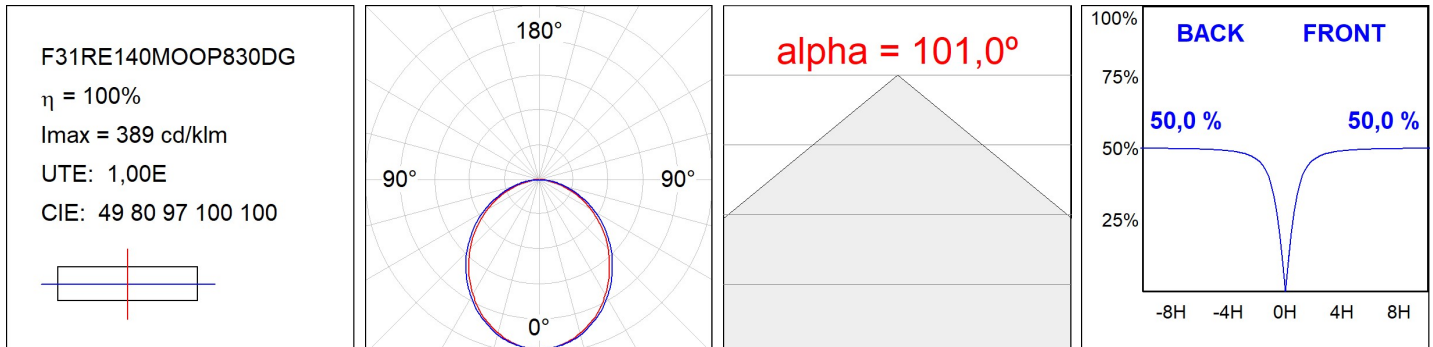 F31RE140MOOP830DG
η = 100%
Imax = 389 cd/klm
UTE: 1,00E
CIE: 49 80 97 100 100
180°
90° 90°
0°
alpha = 101,0º
100%
BACK FRONT
75%
50,0 % 50,0 %
50%
25%
-8H -4H 0H 4H 8H